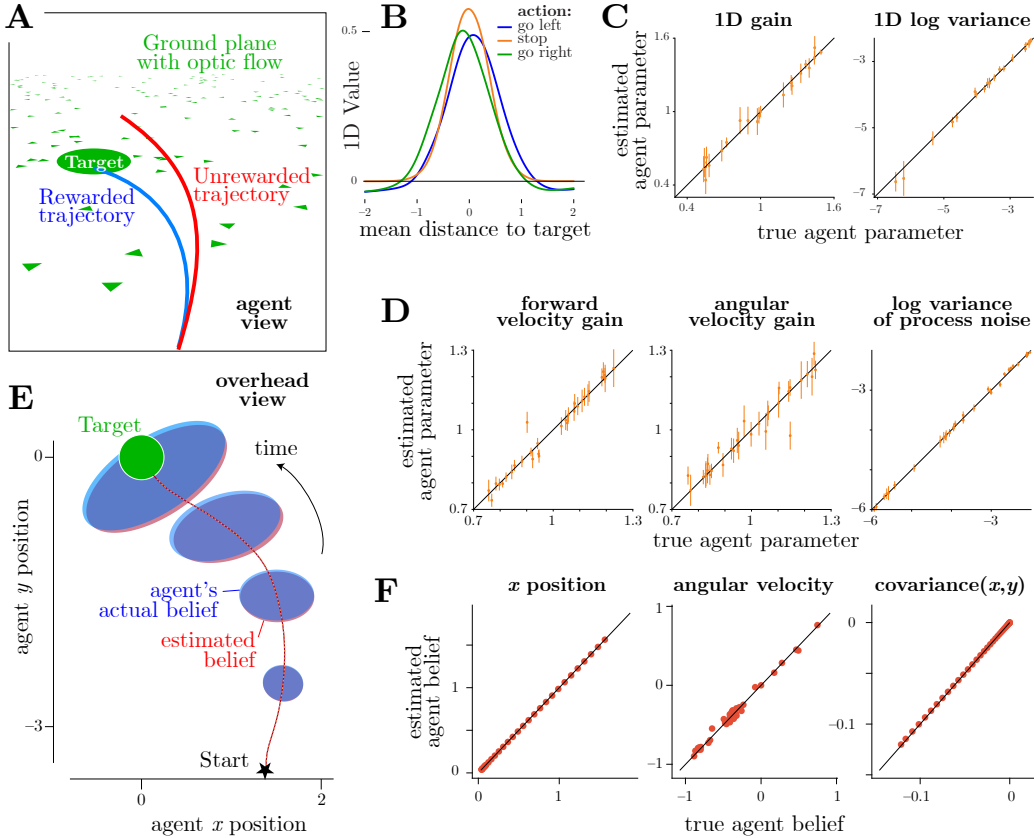 A
Ground plane
with optic flow
Target
Rewarded
trajectory
Unrewarded
trajectory
agent
view
B
action:
go left
stop
go right
1D Value
0.5
0
−2
−1
0
1
2
mean distance to target
C
1D gain
1D log variance
estimated
agent parameter
1.6
1
0.4
0.4
1
1.6
−3
−5
−7
−7
−5
−3
true agent parameter
D
forward
velocity gain
angular
velocity gain
log variance
of process noise
estimated
agent parameter
1.3
1
0.7
0.7
1
1.3
1.3
1
0.7
0.7
1
1.3
−3
−6
−6
−3
true agent parameter
E
overhead
view
Target
time
agent's
actual belief
estimated
belief
Start
agent y position
0
−3
0
2
agent x position
F
x position
angular velocity
covariance(x,y)
estimated
agent belief
1
0
0
1
1
0
−1
−1
0
1
0
−0.1
−0.1
0
true agent belief